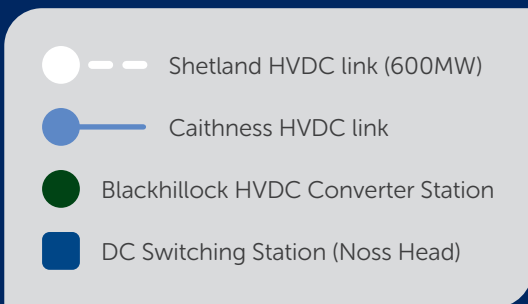 Shetland HVDC link (600MW)
Caithness HVDC link
Blackhillock HVDC Converter Station
DC Switching Station (Noss Head)